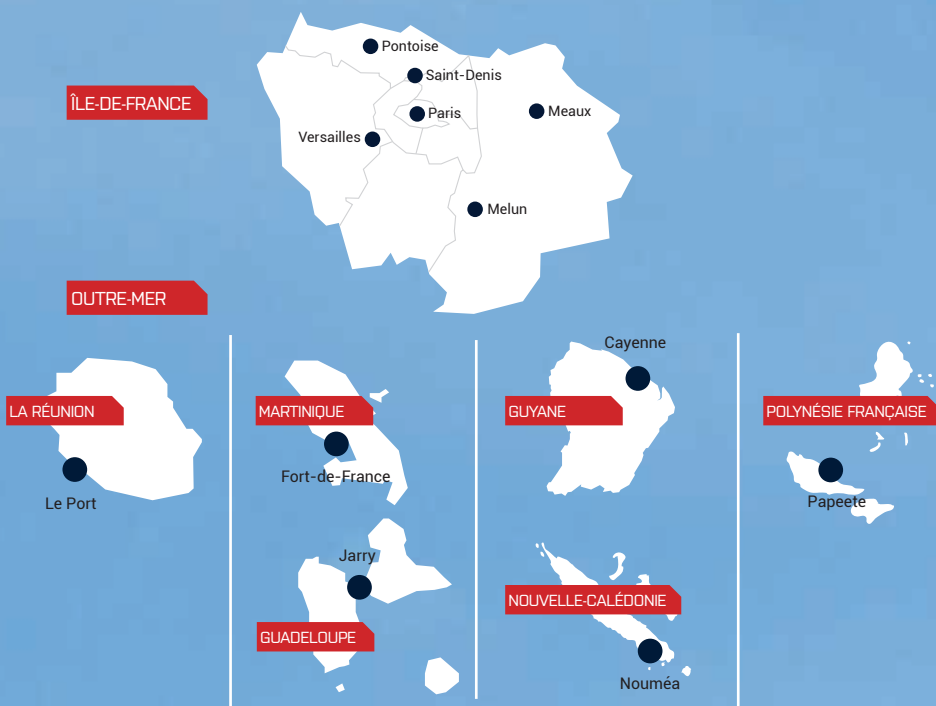 Pontoise
Saint-Denis
ÎLE-DE-FRANCE
Paris
Meaux
Versailles
Melun
OUTRE-MER
LA RÉUNION
Le Port
MARTINIQUE
Fort-de-France
Jarry
GUADELOUPE
Cayenne
GUYANE
NOUVELLE-CALÉDONIE
Nouméa
POLYNÉSIE FRANÇAISE
Papeete